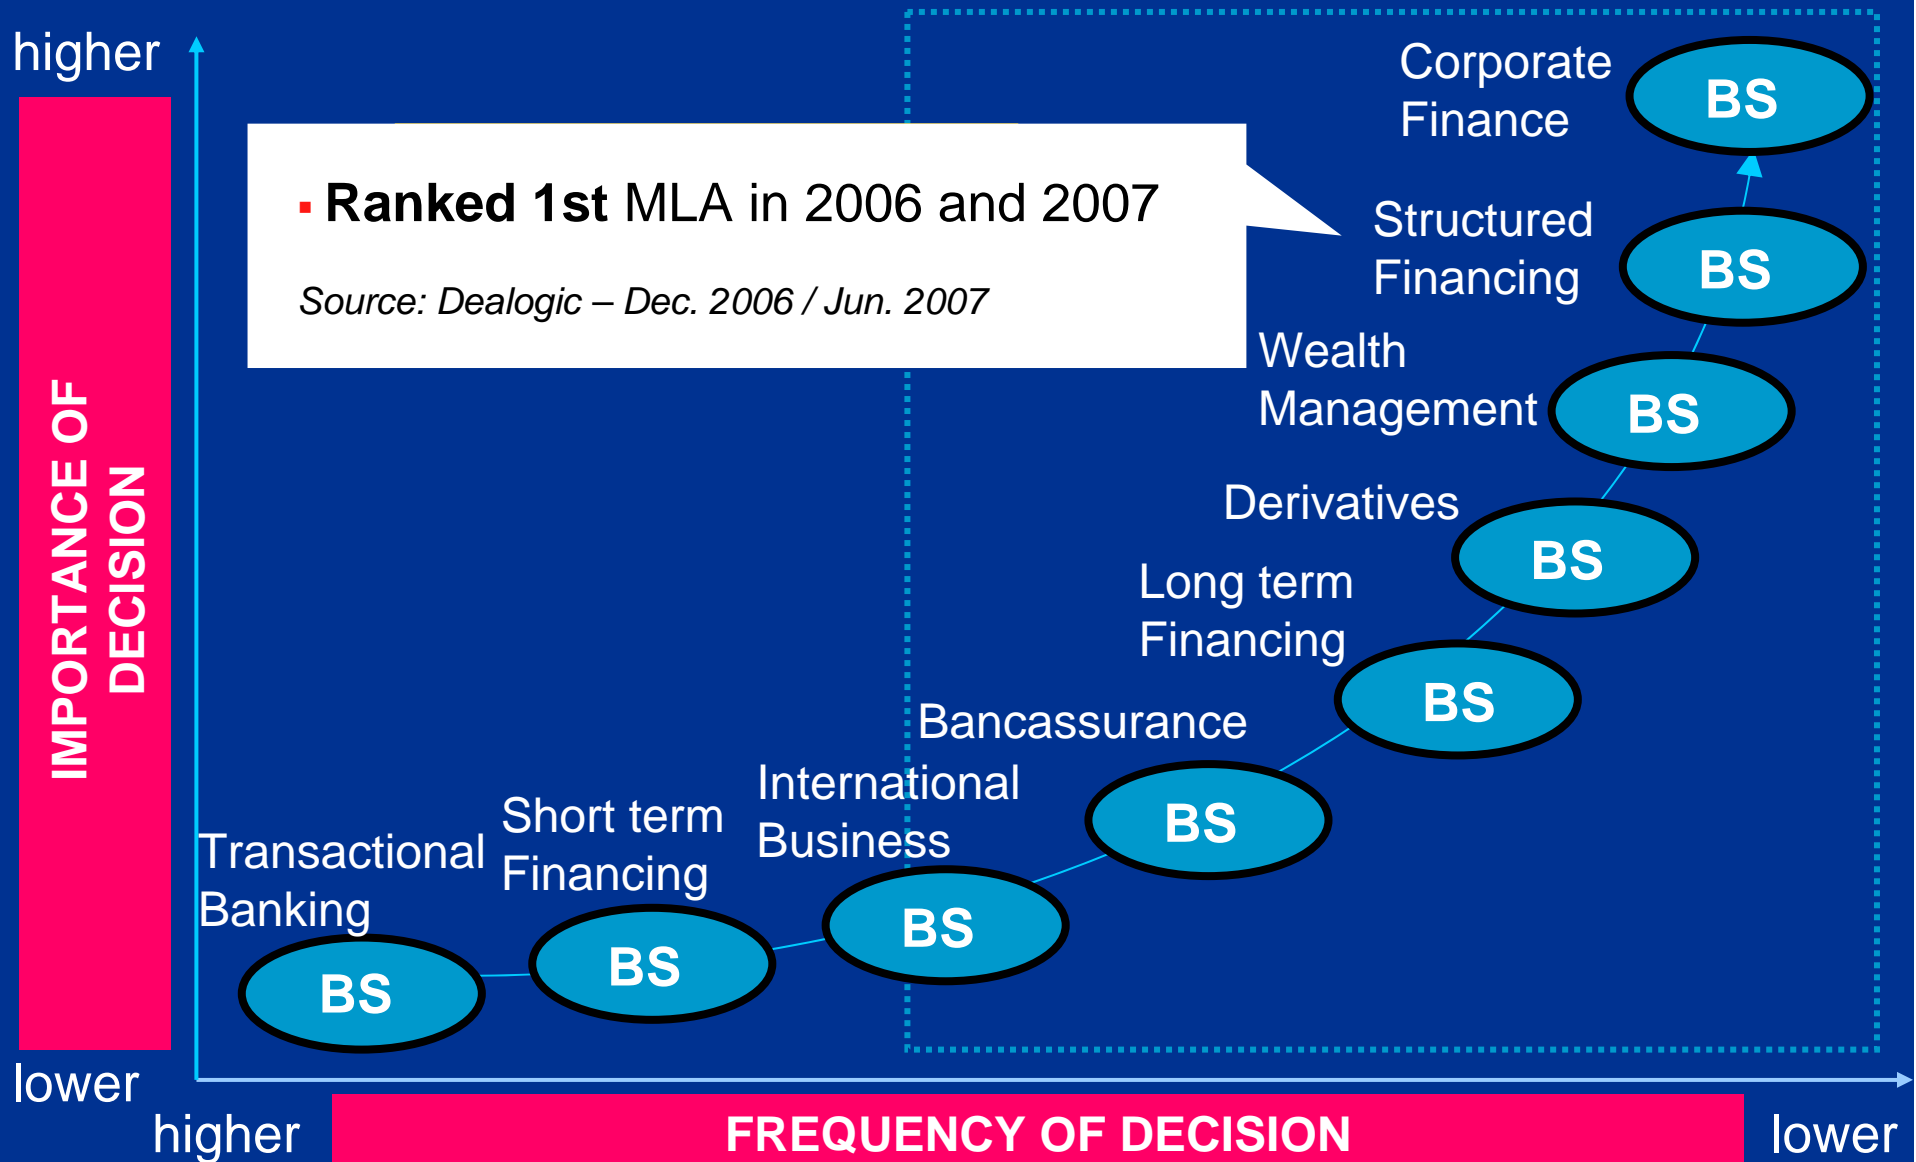 higher
Corporate
Finance
BS
▪ Ranked 1st MLA in 2006 and 2007
Source: Dealogic – Dec. 2006 / Jun. 2007
Structured
Financing
BS
Wealth
Management
BS
Derivatives
BS
Long term
Financing
BS
Bancassurance
BS
International
Business
BS
Short term
Financing
BS
Transactional
Banking
BS
IMPORTANCE OF
DECISION
lower
higher
FREQUENCY OF DECISION
lower